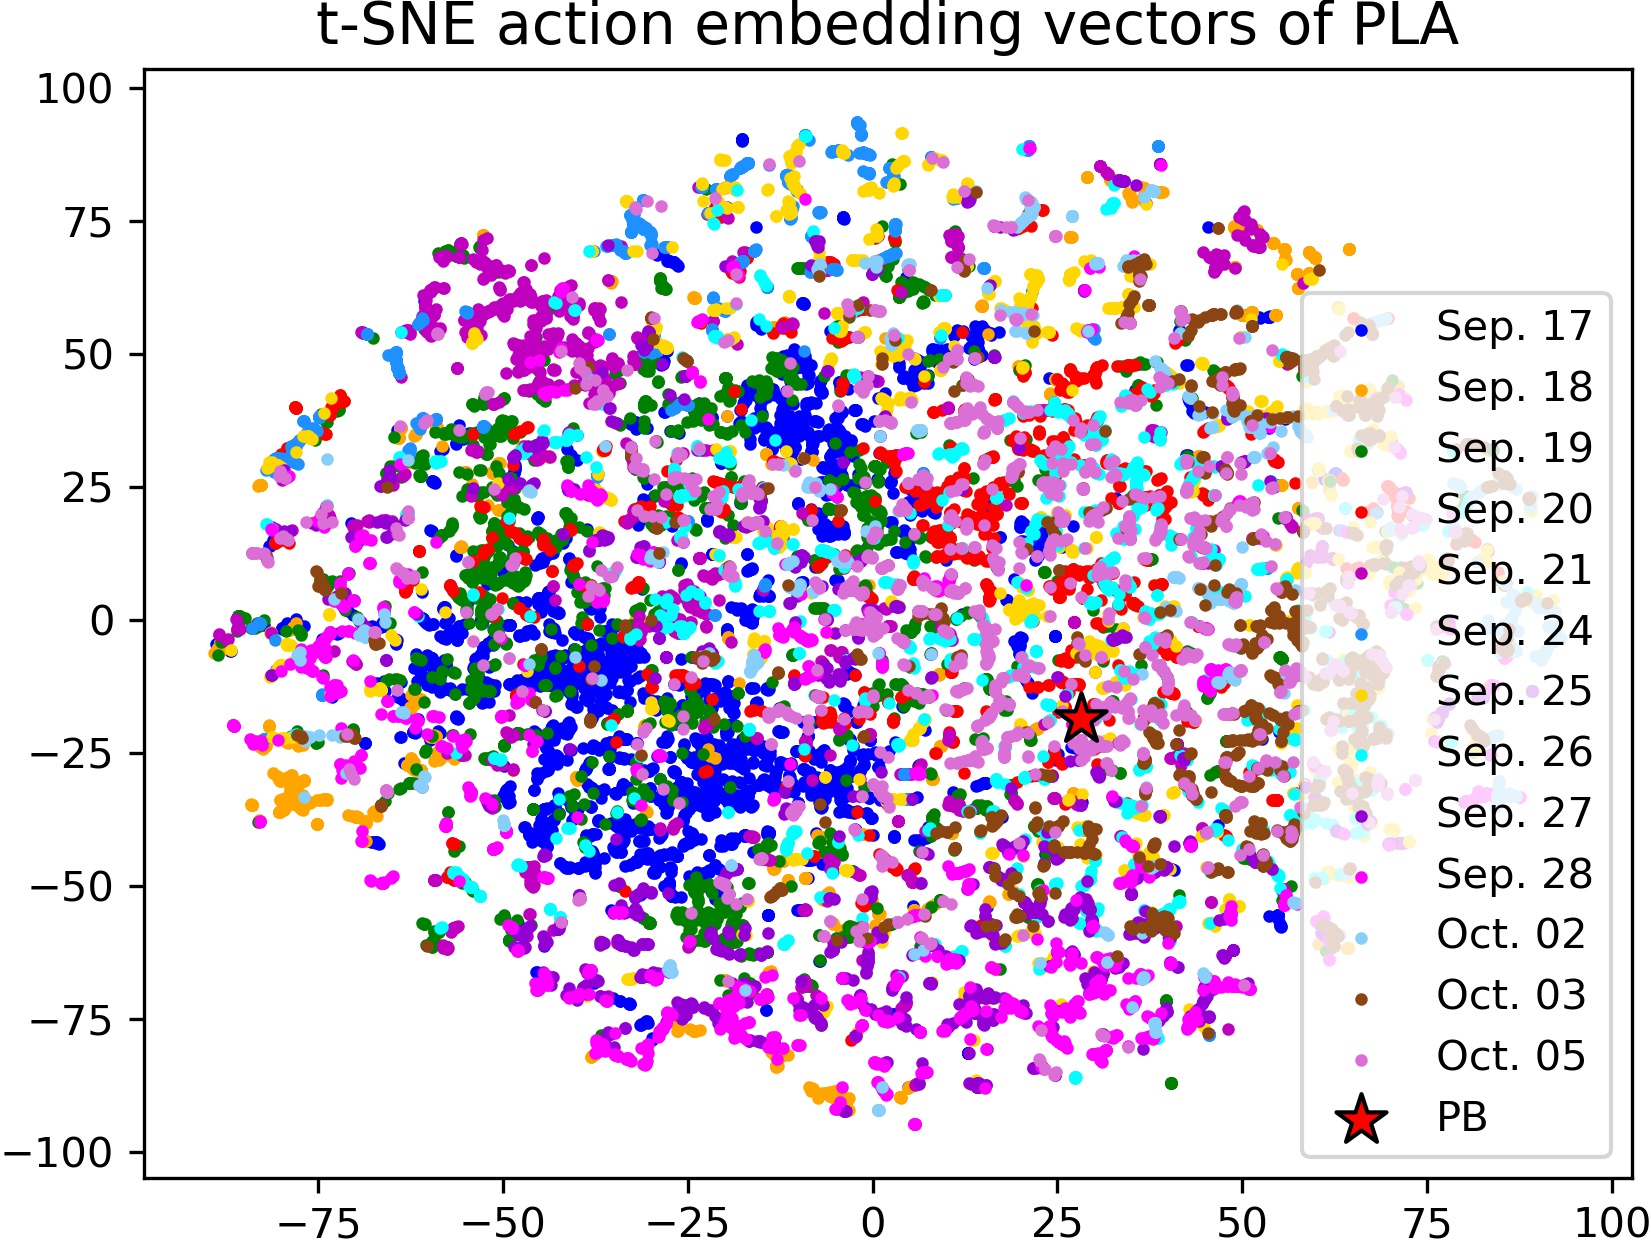 t-SNE action embedding vectors of PLA
100
75
50
25
0
−25
−50
−75
−100
−75 −50 −25 0 25 50 75 100
Sep. 17
Sep. 18
Sep. 19
Sep. 20
Sep. 21
Sep. 24
Sep. 25
Sep. 26
Sep. 27
Sep. 28
Oct. 02
Oct. 03
Oct. 05
PB